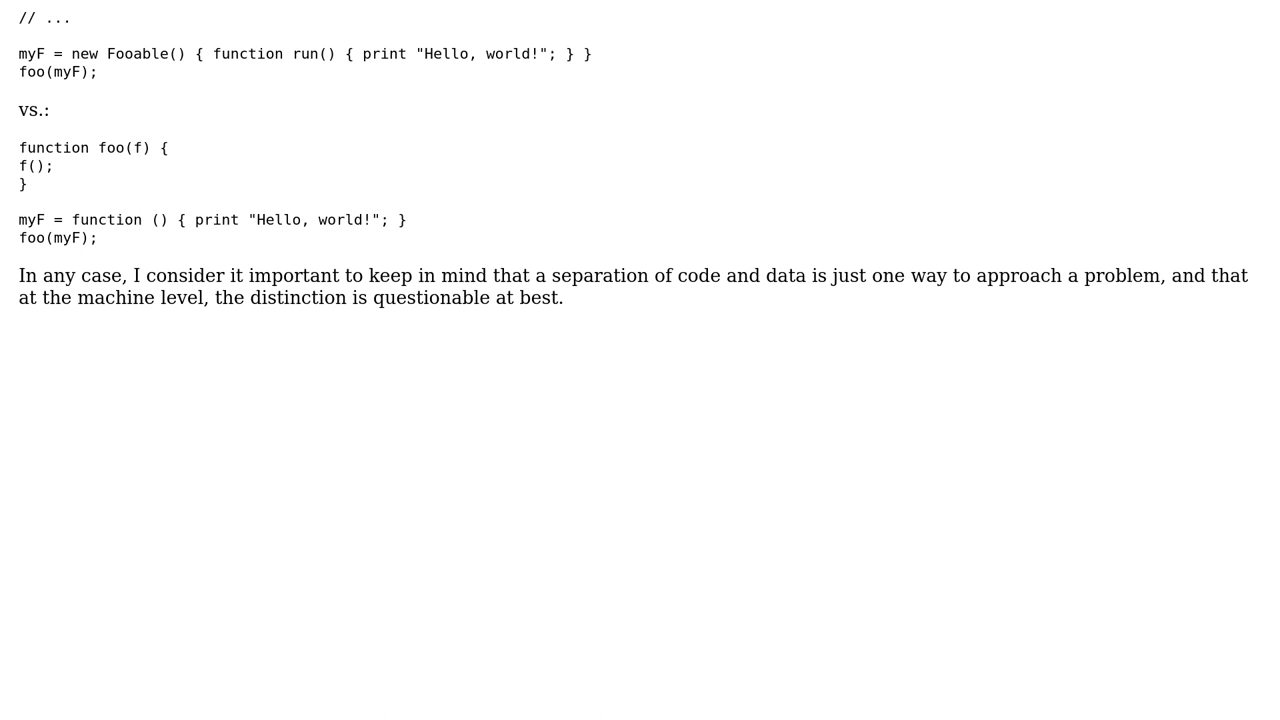 // ...
myF = new Fooable() { function run() { print "Hello, world!"; } }
foo(myF);
vs.:
function foo(f) {
f();
}
myF = function () { print "Hello, world!"; }
foo(myF);
In any case, I consider it important to keep in mind that a separation of code and data is just one way to approach a problem, and that
at the machine level, the distinction is questionable at best.